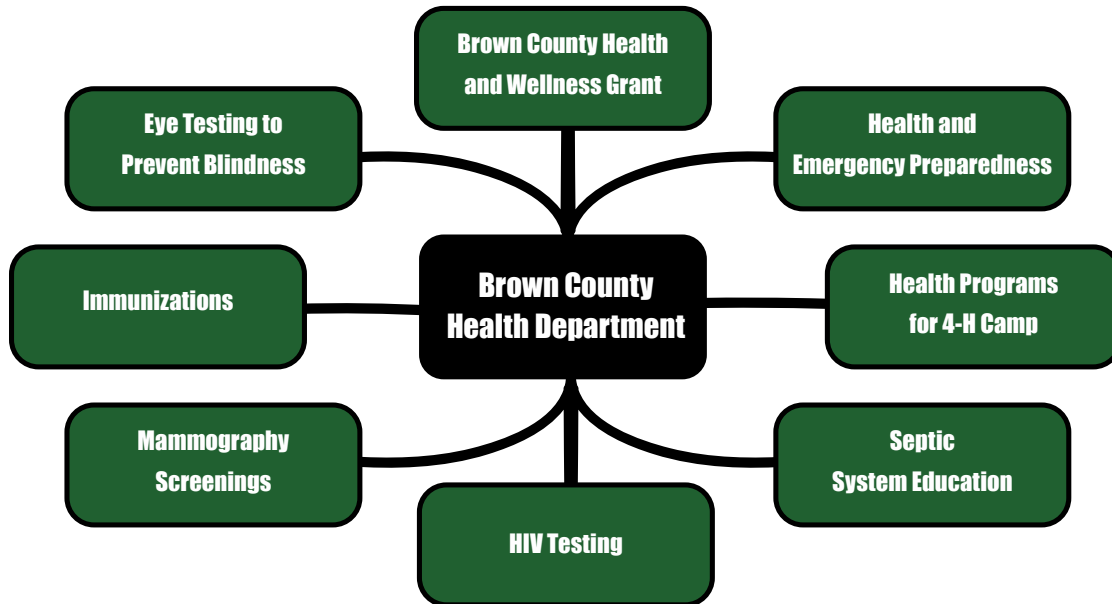 Brown County Health
and Wellness Grant
Eye Testing to
Prevent Blindness
Health and
Emergency Preparedness
Immunizations
Brown County
Health Department
Health Programs
for 4-H Camp
Mammography
Screenings
Septic
System Education
HIV Testing